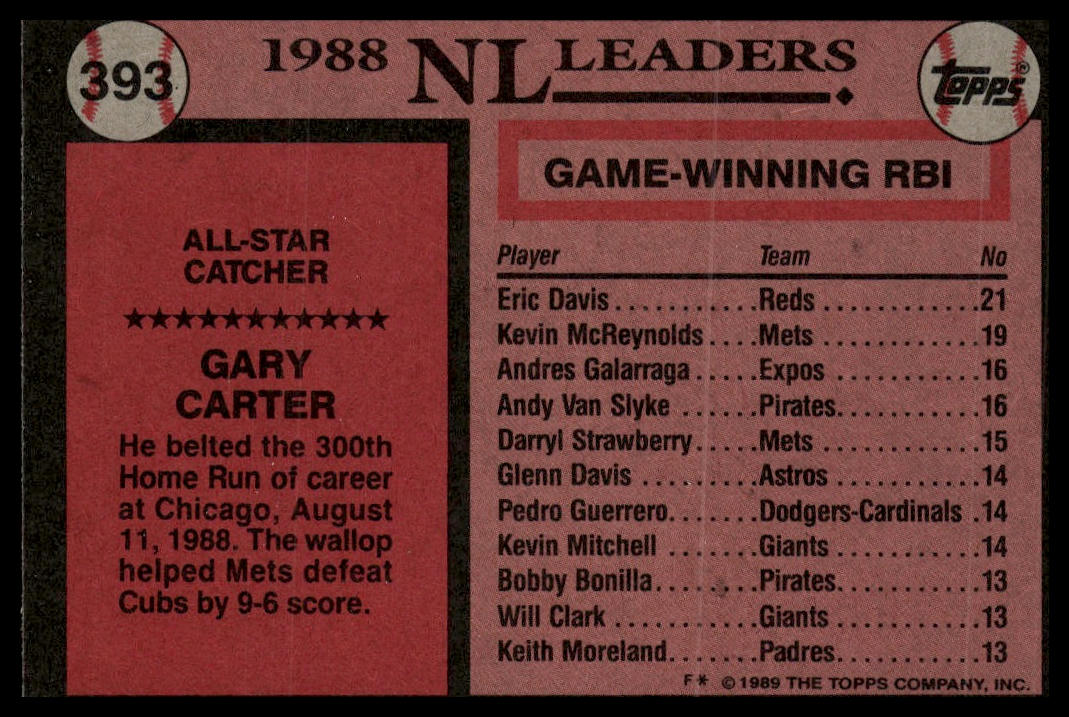 393
1988 NL LEADERS
Topps®
ALL-STAR
CATCHER
★★★★★★★★★★★
GARY
CARTER
He belted the 300th
Home Run of career
at Chicago, August
11, 1988. The wallop
helped Mets defeat
Cubs by 9-6 score.
GAME-WINNING RBI
Player Team No
Eric Davis...........Reds............21
Kevin McReynolds....Mets............19
Andres Galarraga.....Expos...........16
Andy Van Slyke ......Pirates...........16
Darryl Strawberry....Mets............15
Glenn Davis..........Astros...........14
Pedro Guerrero.......Dodgers-Cardinals .14
Kevin Mitchell .......Giants...........14
Bobby Bonilla........Pirates...........13
Will Clark ...........Giants...........13
Keith Moreland.......Padres...........13
F* ©1989 THE TOPPS COMPANY, INC.